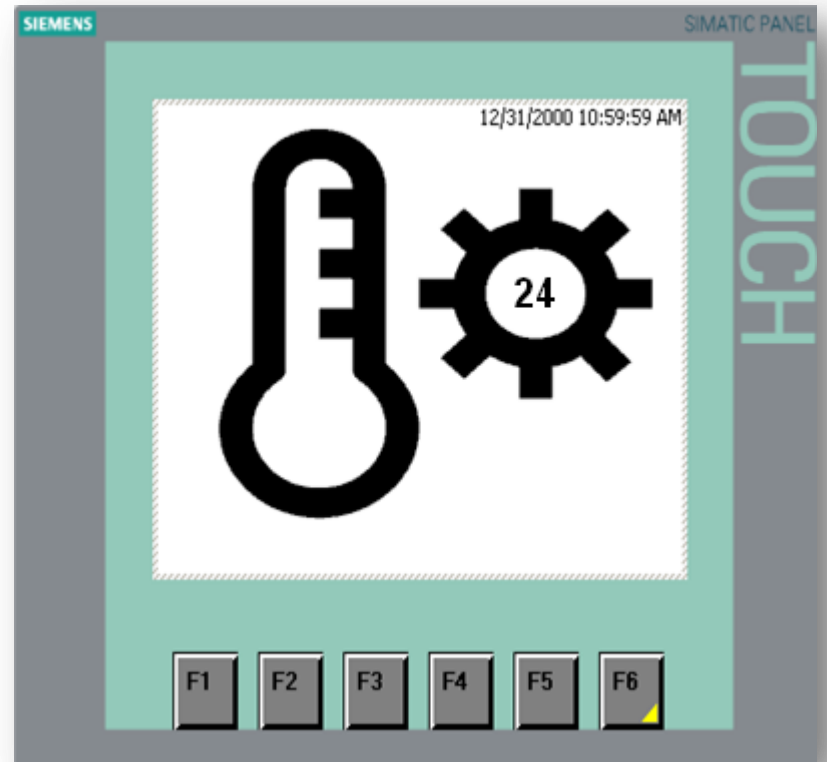 SIEMENS
SIMATIC PANEL
TOUCH
12/31/2000 10:59:59 AM
24
F1 F2 F3 F4 F5 F6